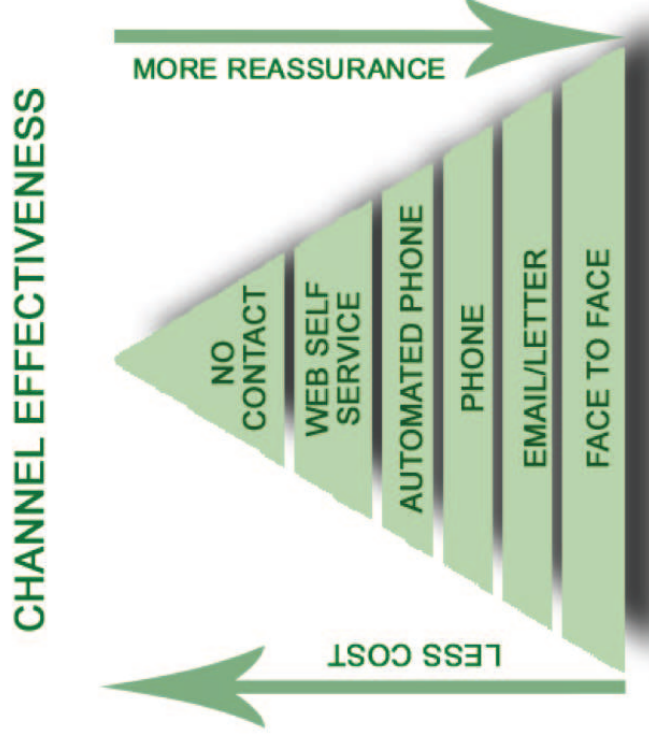 CHANNEL EFFECTIVENESS
MORE REASSURANCE
NO
CONTACT
WEB SELF
SERVICE
AUTOMATED PHONE
PHONE
EMAIL/LETTER
FACE TO FACE
LESS COST